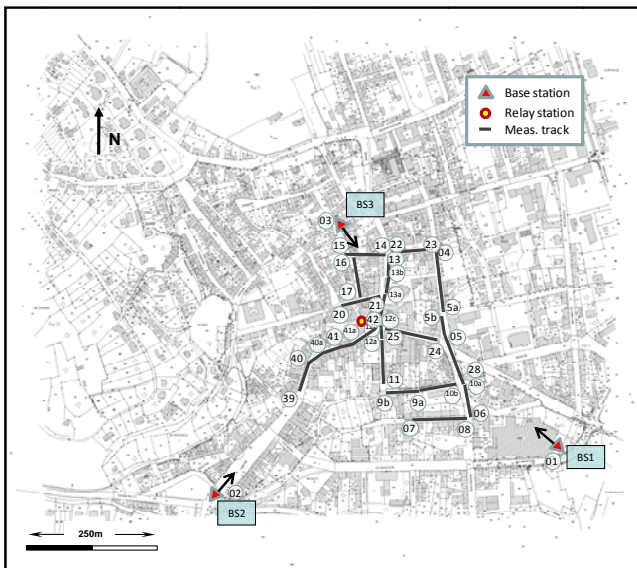 Base station
Relay station
Meas. track
N
BS3
03
15
14
22
23
04
16
13
13b
17
13a
21
20
5a
42
12c
5b
41a
05
41
12a
25
40a
24
40
28
11
10a
39
10b
9b
9a
06
07
08
01
BS1
02
BS2
250m